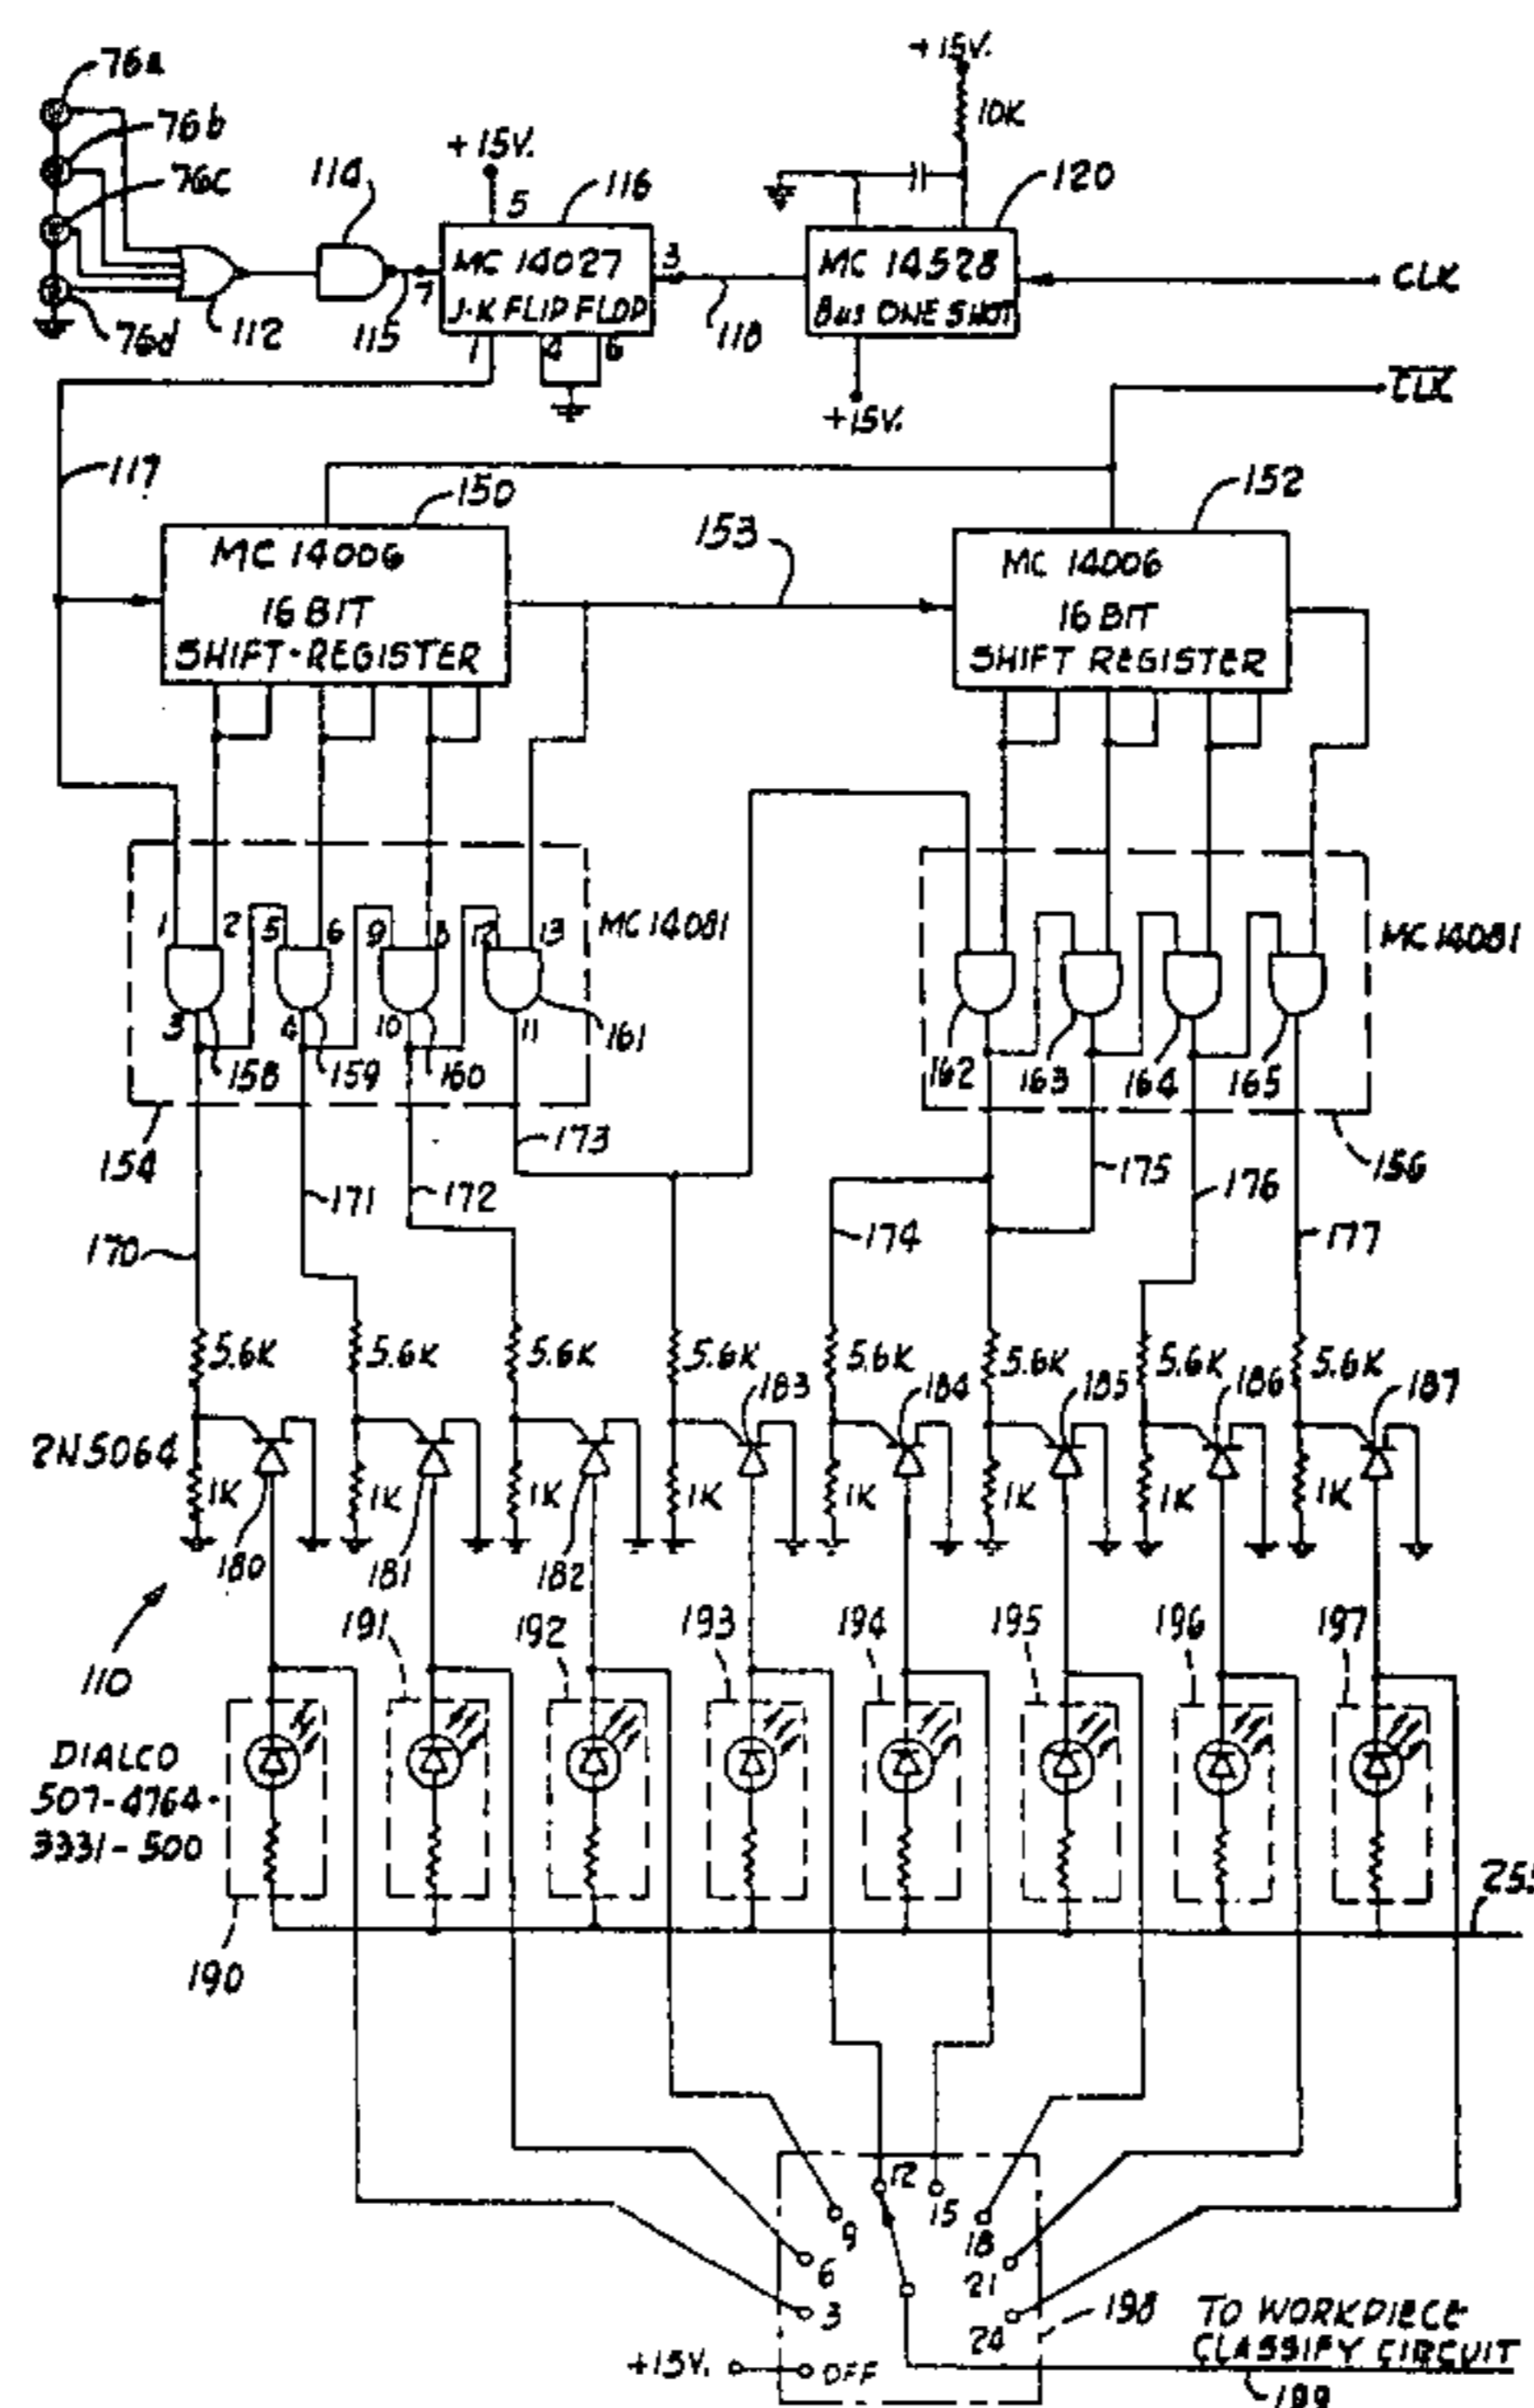 76a
76b
76c
76d
112
114
115
+15V.
5
116
MC 14027
J-K FLIP FLOP
7
3
1
4
6
118
+15V.
10K
120
MC 14528
Bus ONE SHOT
+15V.
CLK
CLK
117
150
MC 14006
16 BIT
SHIFT-REGISTER
153
152
MC 14006
16 BIT
SHIFT REGISTER
1
2
5
6
9
8
12
13
MC 14081
MC 14081
3
4
10
11
158
159
160
161
162
163
164
165
154
156
170
171
172
173
174
175
176
177
5.6K
5.6K
5.6K
5.6K
5.6K
5.6K
5.6K
5.6K
183
184
185
186
187
2N5064
1K
1K
1K
1K
1K
1K
1K
1K
180
181
182
110
191
192
193
194
195
196
197
DIALCO
507-4764-
3331-500
190
255
12
15
9
18
6
21
3
24
198
+15V.
OFF
TO WORKPIECE
CLASSIFY CIRCUIT
199